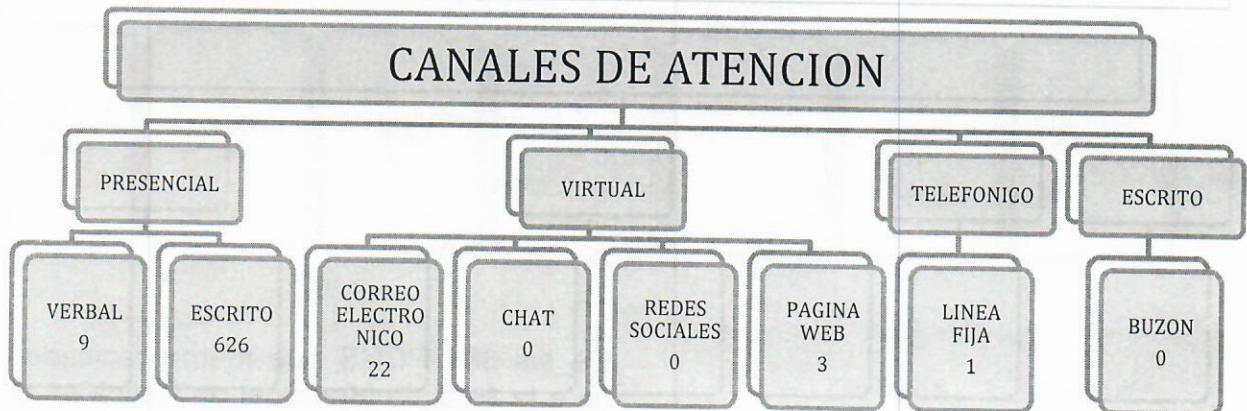 CANALES DE ATENCION
PRESENCIAL
VIRTUAL
TELEFONICO
ESCRITO
VERBAL
9
ESCRITO
626
CORREO
ELECTRO
NICO
22
CHAT
0
REDES
SOCIALES
0
PAGINA
WEB
3
LINEA
FIJA
1
BUZON
0